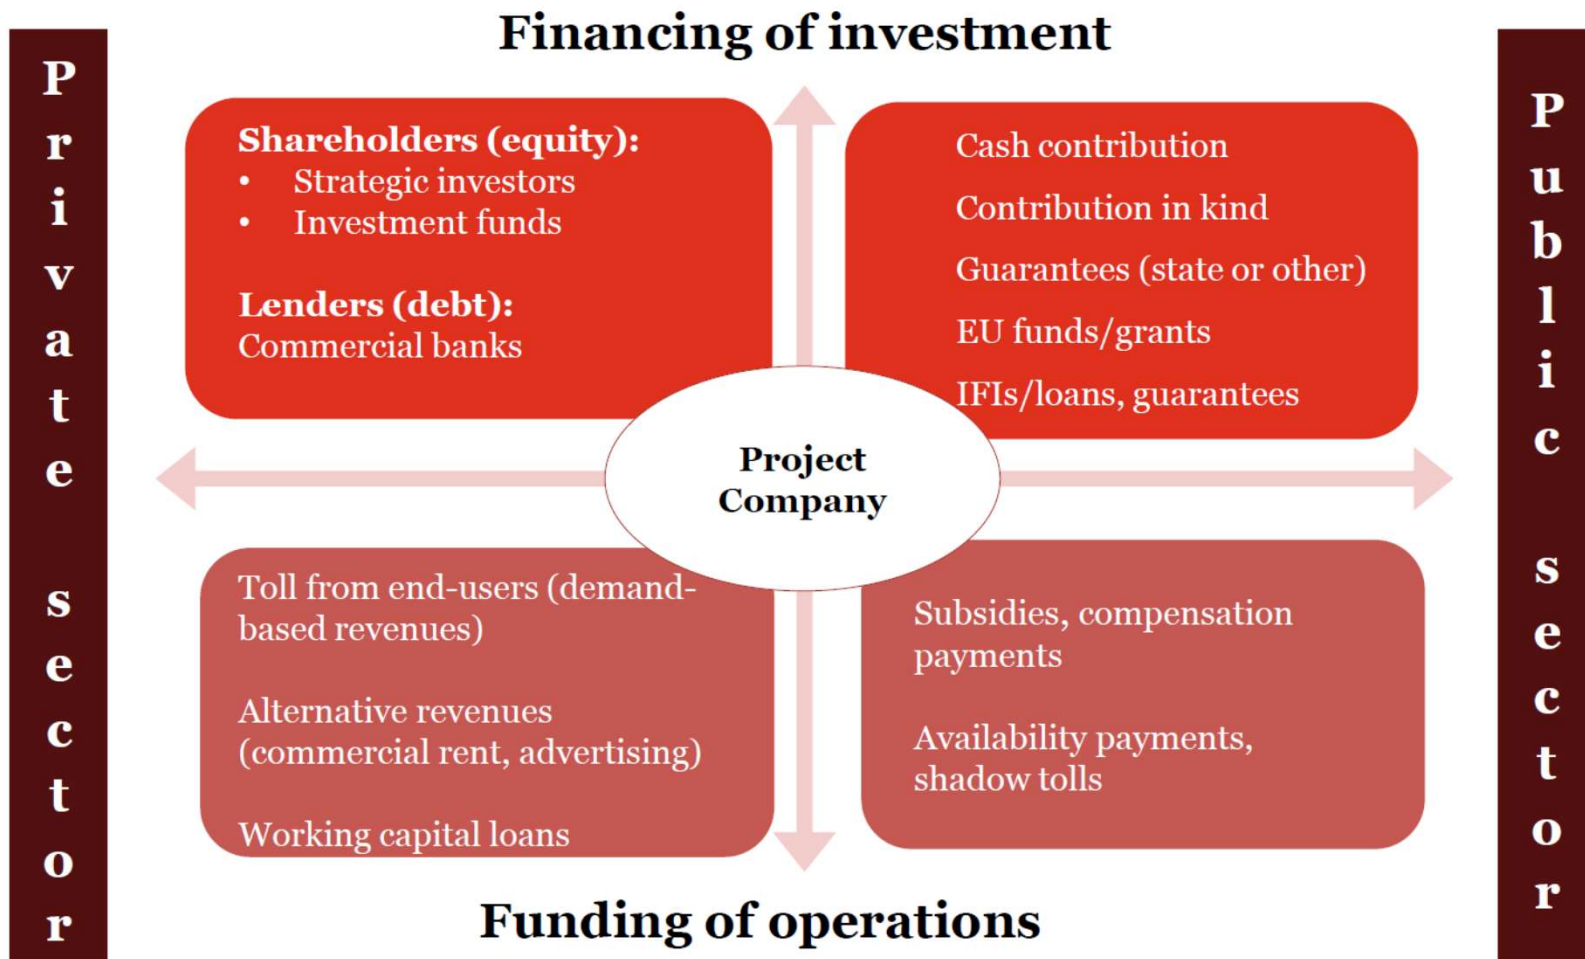 Financing of investment
Private sector
Shareholders (equity):
• Strategic investors
• Investment funds
Lenders (debt):
Commercial banks
Cash contribution
Contribution in kind
Guarantees (state or other)
EU funds/grants
IFIs/loans, guarantees
Project
Company
Toll from end-users (demand-
based revenues)
Alternative revenues
(commercial rent, advertising)
Working capital loans
Subsidies, compensation
payments
Availability payments,
shadow tolls
Public sector
Funding of operations